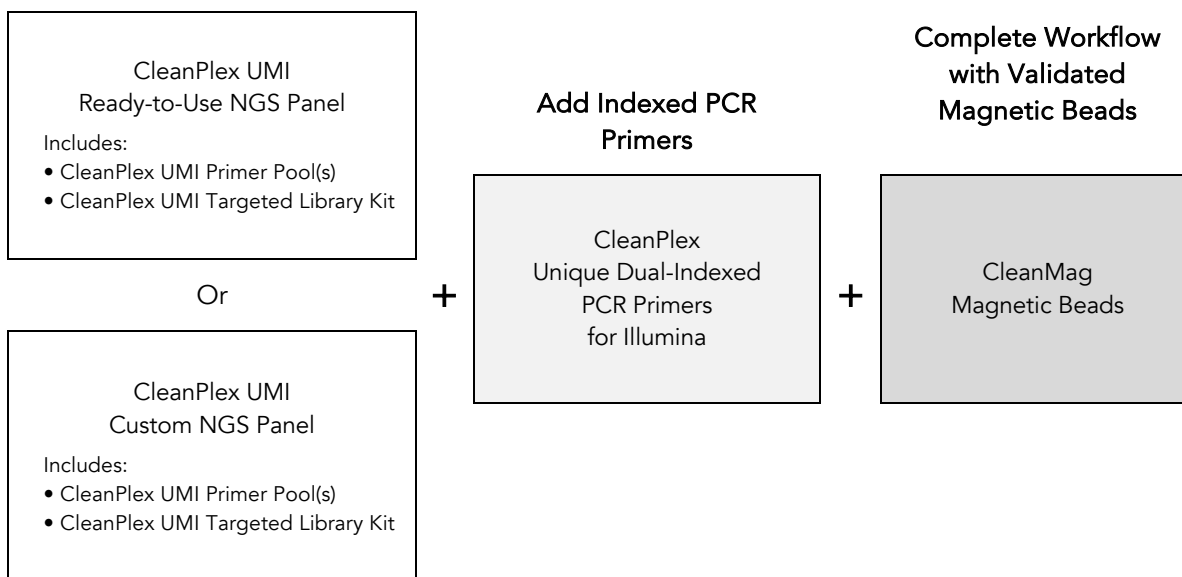 CleanPlex UMI
Ready-to-Use NGS Panel
Includes:
• CleanPlex UMI Primer Pool(s)
• CleanPlex UMI Targeted Library Kit
Or
CleanPlex UMI
Custom NGS Panel
Includes:
• CleanPlex UMI Primer Pool(s)
• CleanPlex UMI Targeted Library Kit
+
Add Indexed PCR
Primers
CleanPlex
Unique Dual-Indexed
PCR Primers
for Illumina
+
Complete Workflow
with Validated
Magnetic Beads
CleanMag
Magnetic Beads